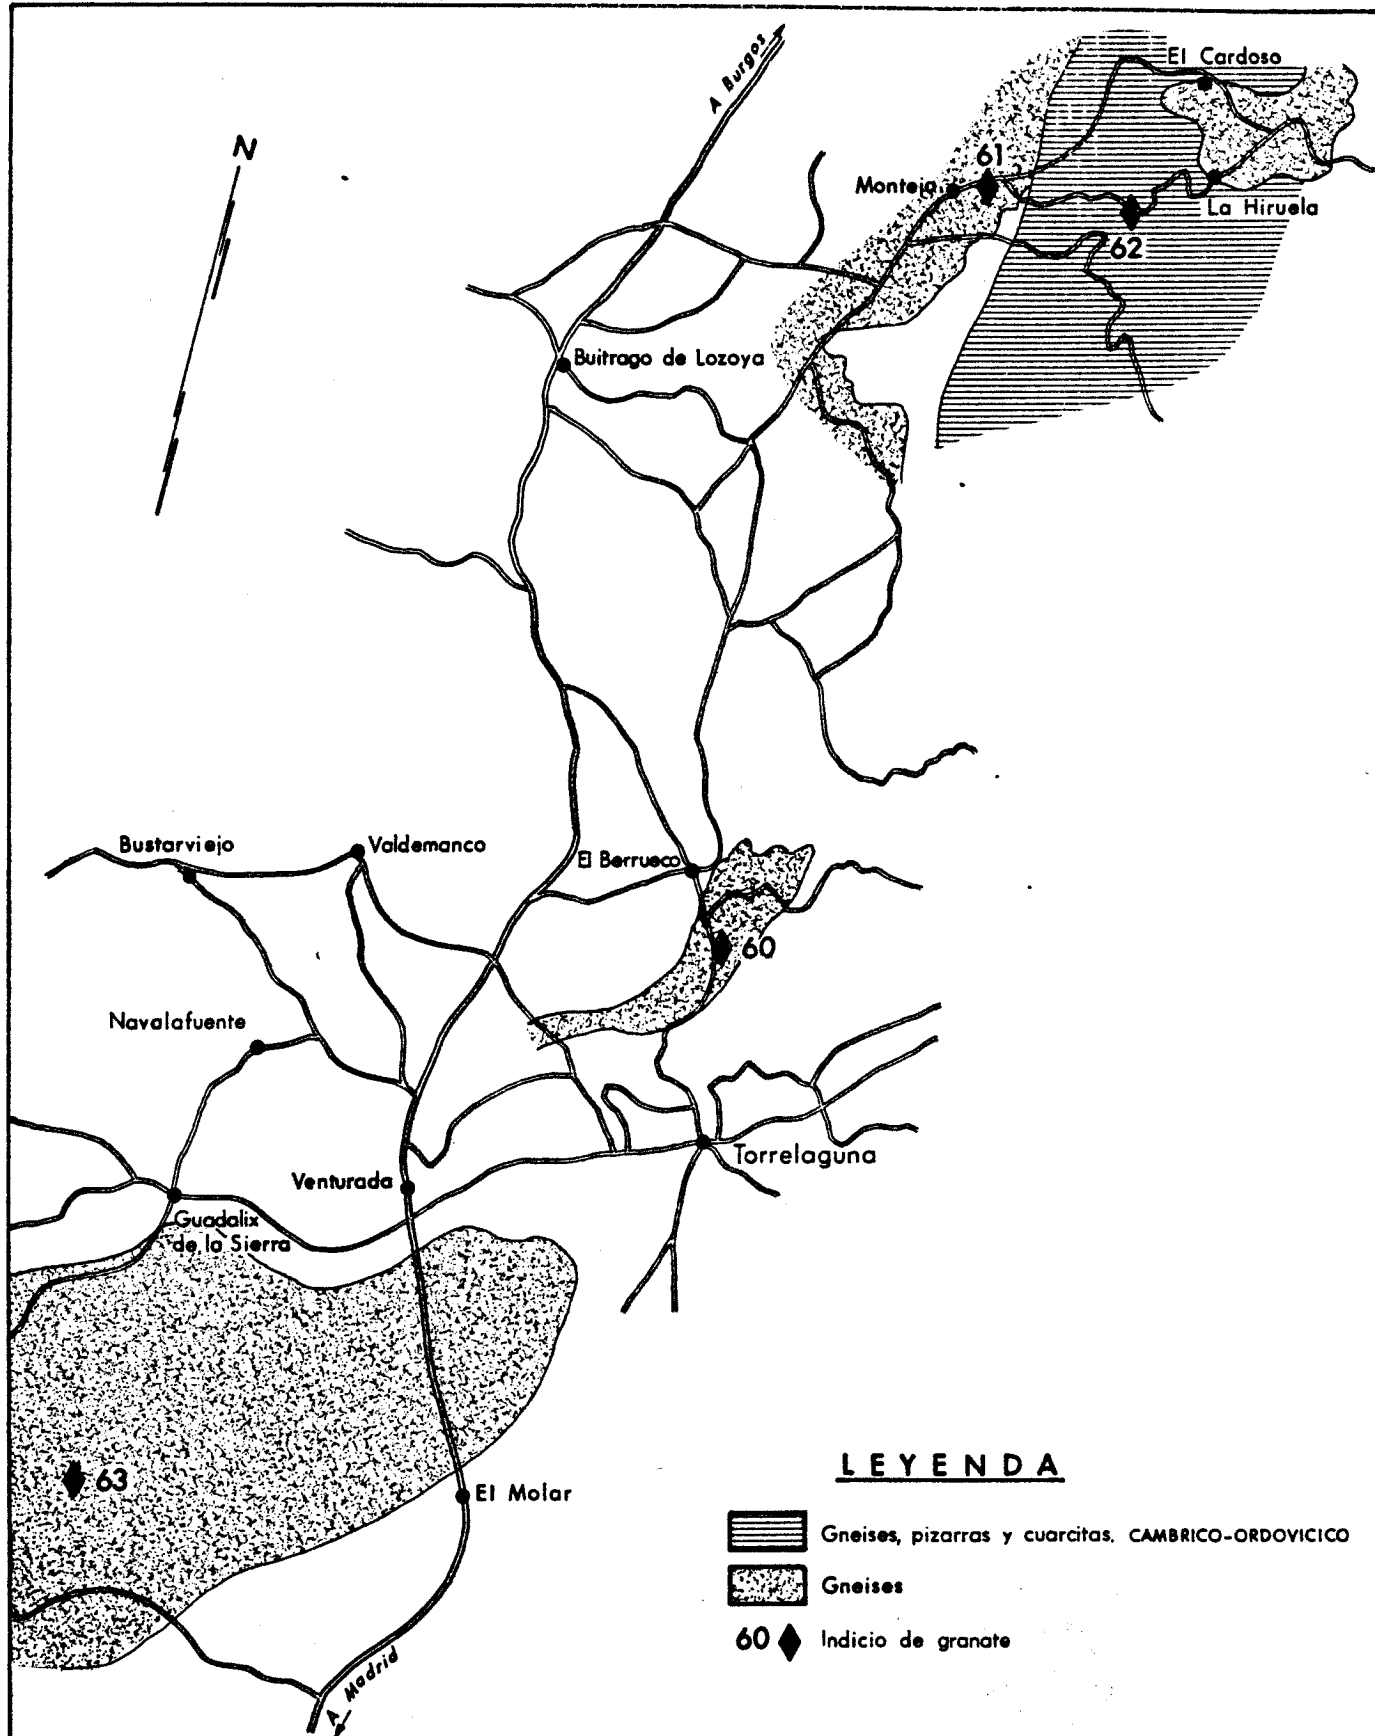 A Burgos
El Cardoso
N
61
Montejo
La Hiruela
62
Buitrago de Lozoya
Bustarviejo
Valdemanco
El Berrueco
60
Navalafuente
Torrelaguna
Venturada
Guadalix
de la Sierra
63
El Molar
LEYENDA
Gneises, pizarras y cuarcitas. CAMBRICO-ORDOVICICO
Gneises
60 Indicio de granate
A Madrid